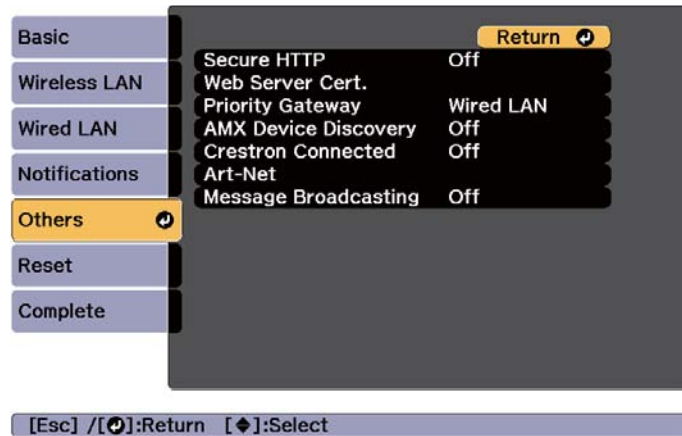 Basic
Wireless LAN
Wired LAN
Notifications
Others
Reset
Complete
Return
Secure HTTP Off
Web Server Cert.
Priority Gateway Wired LAN
AMX Device Discovery Off
Crestron Connected Off
Art-Net
Message Broadcasting Off
[Esc] /[⏎]:Return [◆]:Select